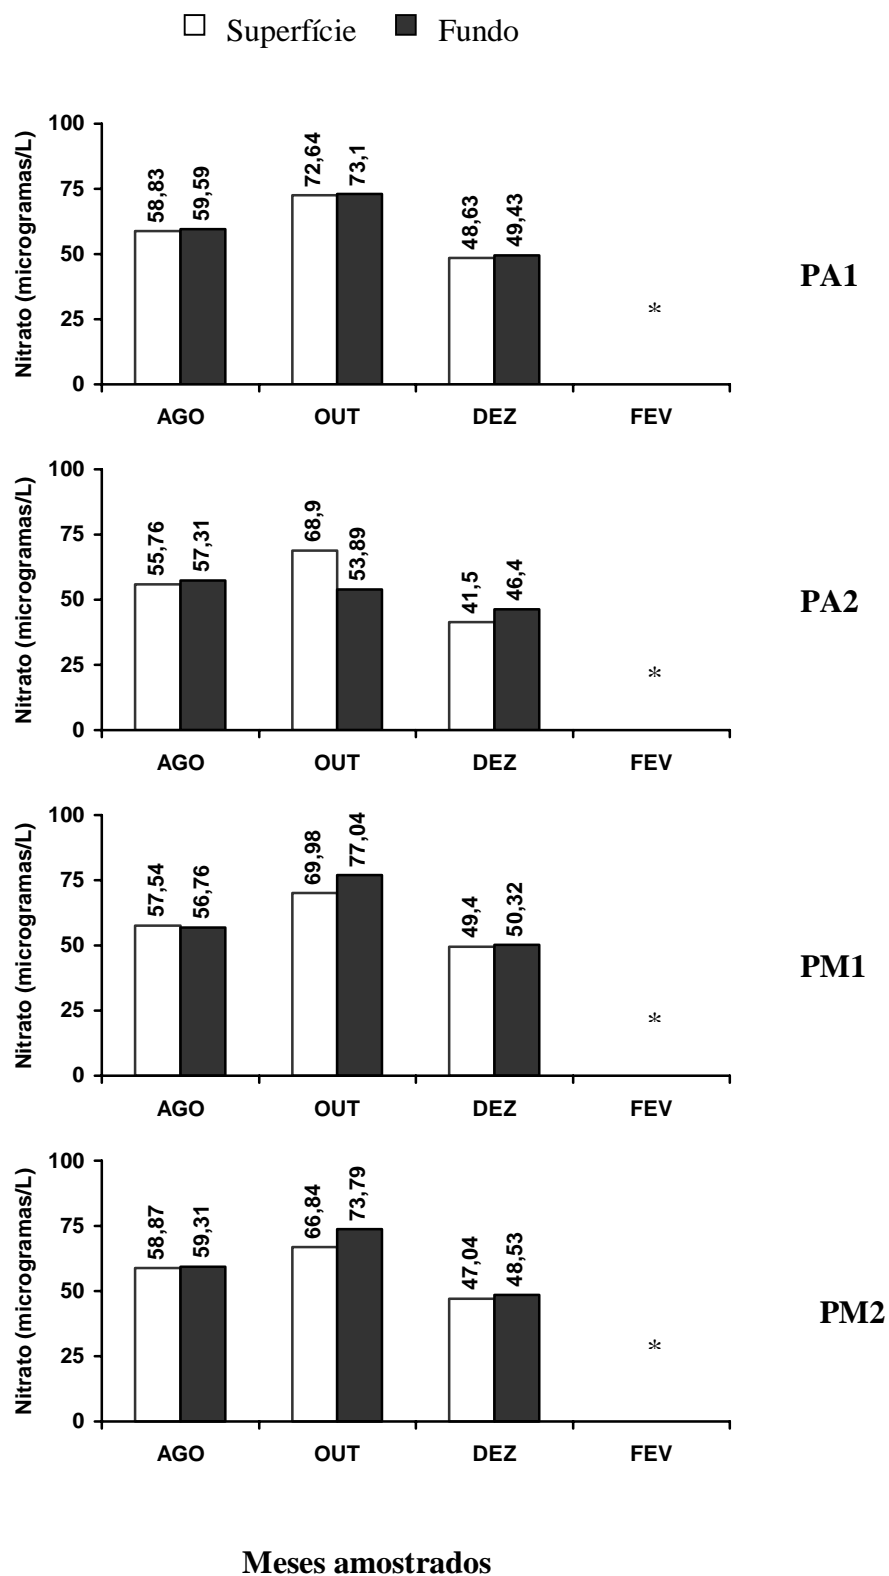 Superfície Fundo
Nitrato (microgramas/L)
100
75
50
25
0
58,83 59,59 72,64 73,1 48,63 49,43 *
AGO OUT DEZ FEV
PA1
Nitrato (microgramas/L)
100
75
50
25
0
55,76 57,31 68,9 53,89 41,5 46,4 *
AGO OUT DEZ FEV
PA2
Nitrato (microgramas/L)
100
75
50
25
0
57,54 56,76 69,98 77,04 49,4 50,32 *
AGO OUT DEZ FEV
PM1
Nitrato (microgramas/L)
100
75
50
25
0
58,87 59,31 66,84 73,79 47,04 48,53 *
AGO OUT DEZ FEV
PM2
Meses amostrados